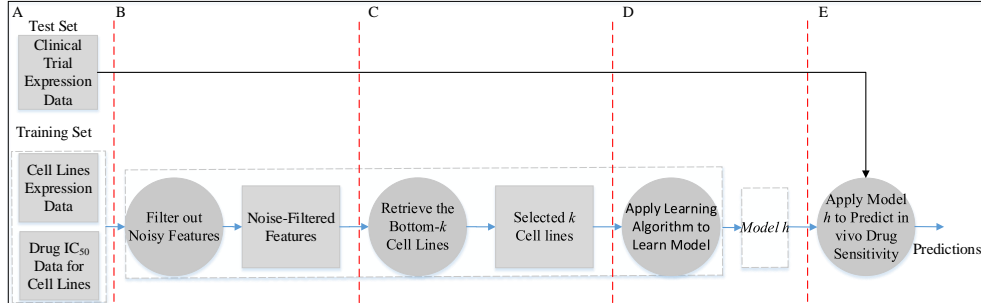 A
B
C
D
E
Test Set
Clinical
Trial
Expression
Data
Training Set
Cell Lines
Expression
Data
Drug IC50
Data for
Cell Lines
Filter out
Noisy Features
Noise-Filtered
Features
Retrieve the
Bottom-k
Cell Lines
Selected k
Cell lines
Apply Learning
Algorithm to
Learn Model
Model h
Apply Model
h to Predict in
vivo Drug
Sensitivity
Predictions